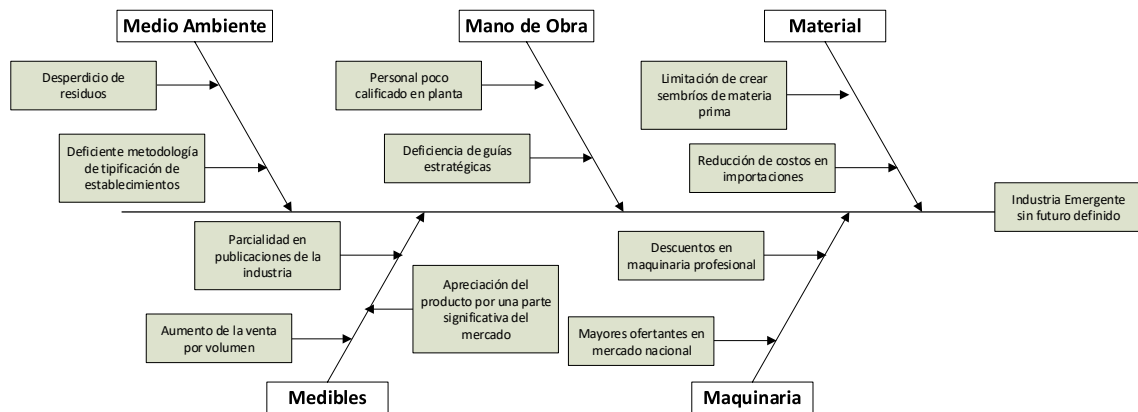 Medio Ambiente
Mano de Obra
Material
Desperdicio de
residuos
Personal poco
calificado en planta
Limitación de crear
sembríos de materia
prima
Deficiente metodología
de tipificación de
establecimientos
Deficiencia de guías
estratégicas
Reducción de costos en
importaciones
Industria Emergente
sin futuro definido
Parcialidad en
publicaciones de la
industria
Descuentos en
maquinaria profesional
Apreciación del
producto por una parte
significativa del
mercado
Aumento de la venta
por volumen
Mayores ofertantes en
mercado nacional
Medibles
Maquinaria